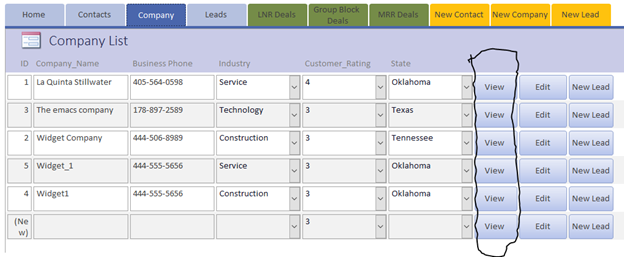 Home Contacts Company Leads LNR Deals Group Block Deals MRR Deals New Contact New Company New Lead
Company List
ID Company_Name Business Phone Industry Customer_Rating State
1 La Quinta Stillwater 405-564-0598 Service 4 Oklahoma View Edit New Lead
3 The emacs company 178-897-2589 Technology 3 Texas View Edit New Lead
2 Widget Company 444-506-8989 Construction 3 Tennessee View Edit New Lead
5 Widget_1 444-555-5656 Service 3 Oklahoma View Edit New Lead
4 Widget1 444-555-5656 Construction 3 Oklahoma View Edit New Lead
(Ne
w) 3 View Edit New Lead